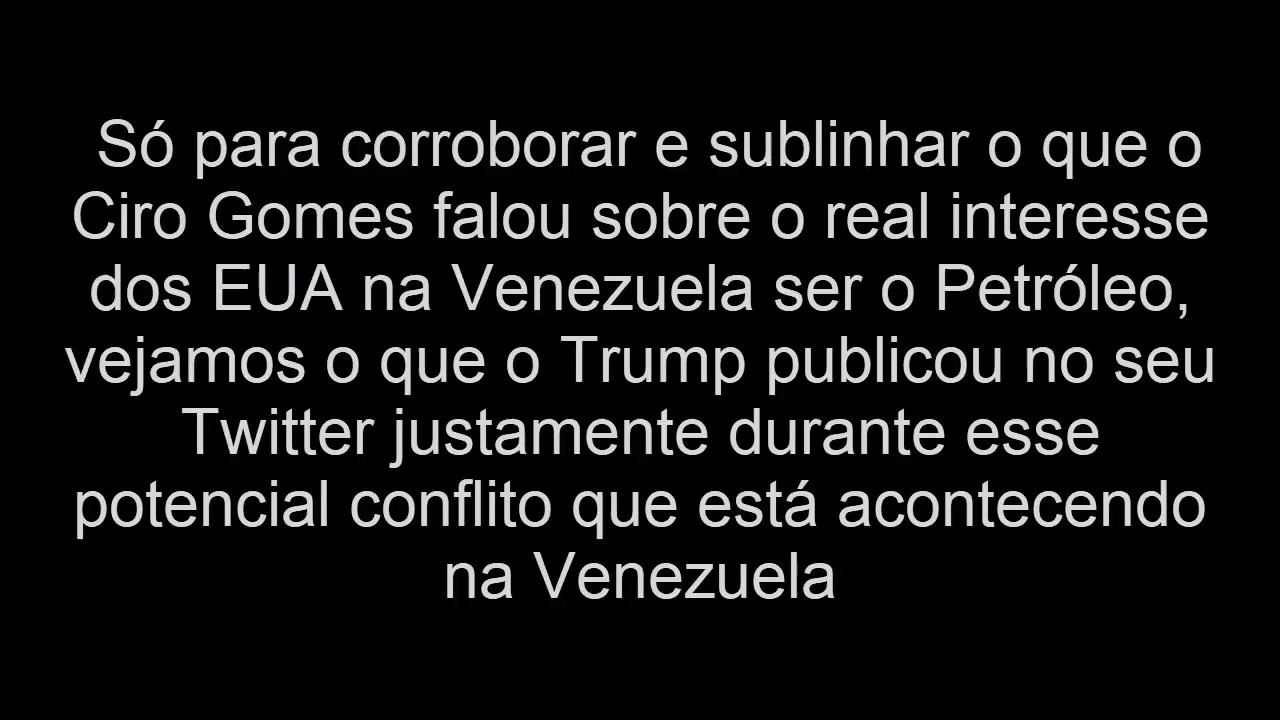 Só para corroborar e sublinhar o que o
Ciro Gomes falou sobre o real interesse
dos EUA na Venezuela ser o Petróleo,
vejamos o que o Trump publicou no seu
Twitter justamente durante esse
potencial conflito que está acontecendo
na Venezuela